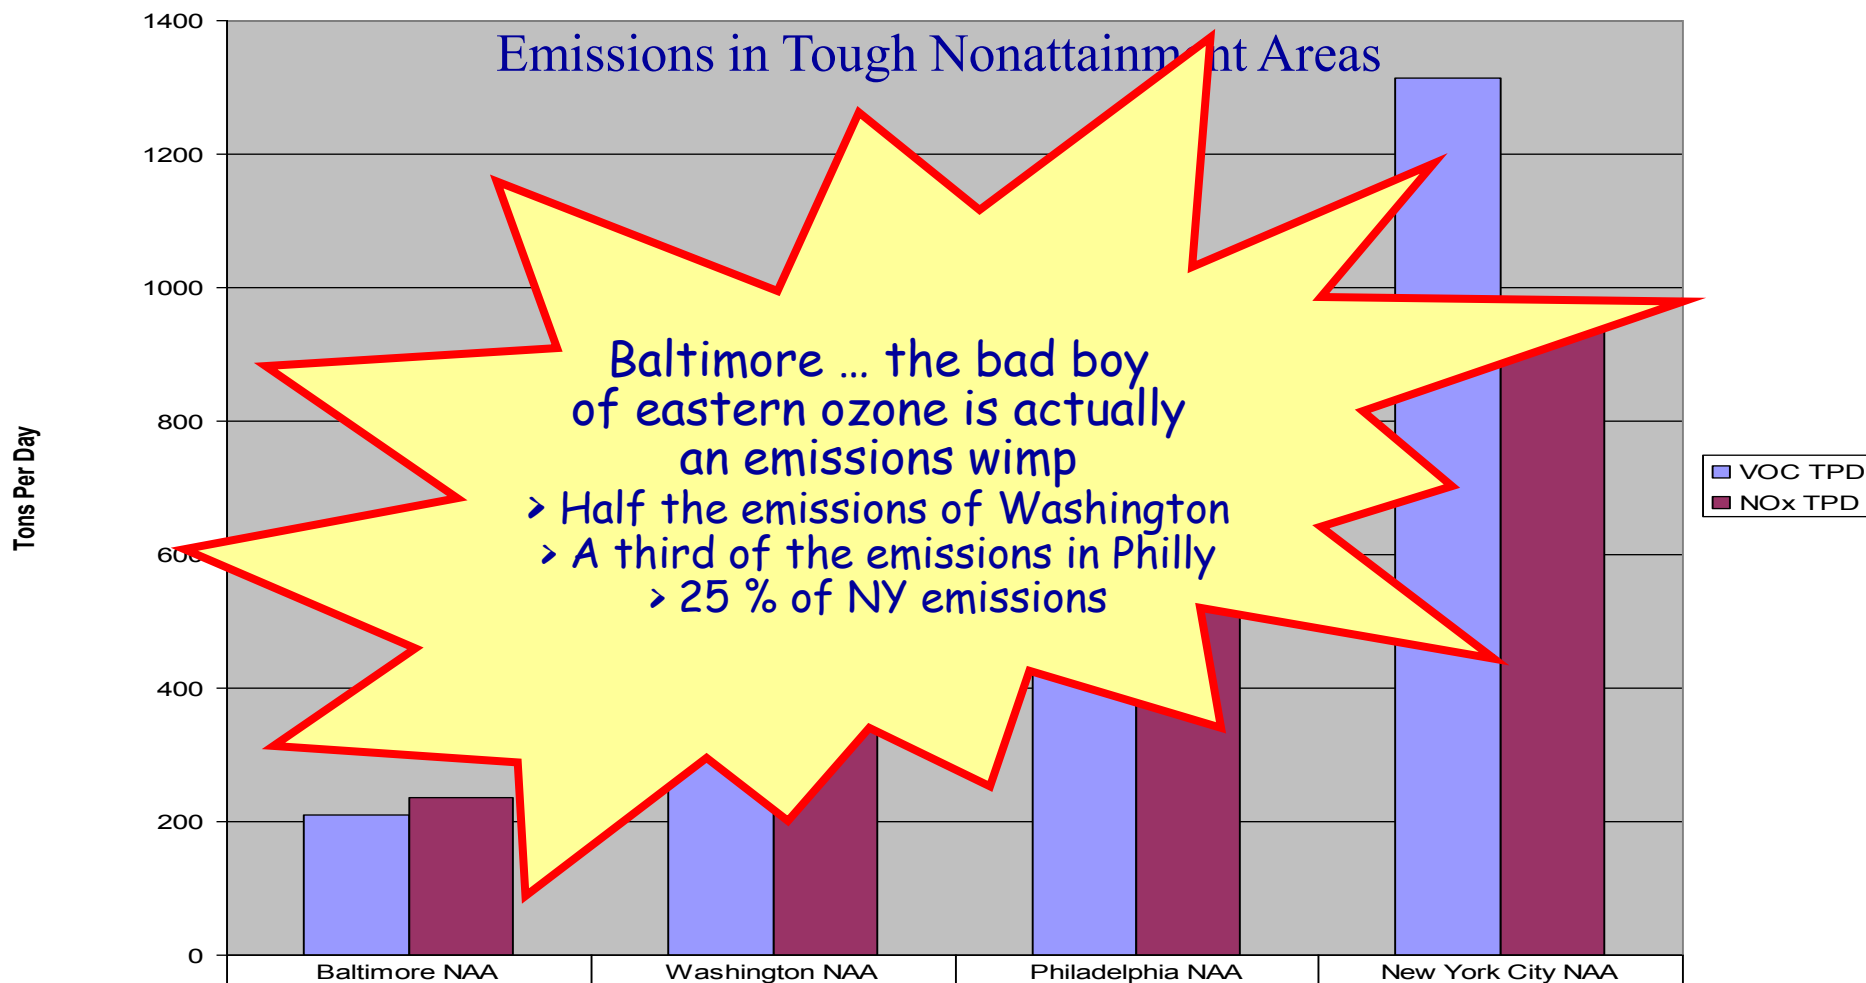 Emissions in Tough Nonattainm nt Areas
1400
1200
1000
800
60
400
200
0
Tons Per Day
Baltimore ... the bad boy
of eastern ozone is actually
an emissions wimp
> Half the emissions of Washington
> A third of the emissions in Philly
> 25 % of NY emissions
VOC TPD
NOx TPD
Baltimore NAA
Washington NAA
Philadelphia NAA
New York City NAA